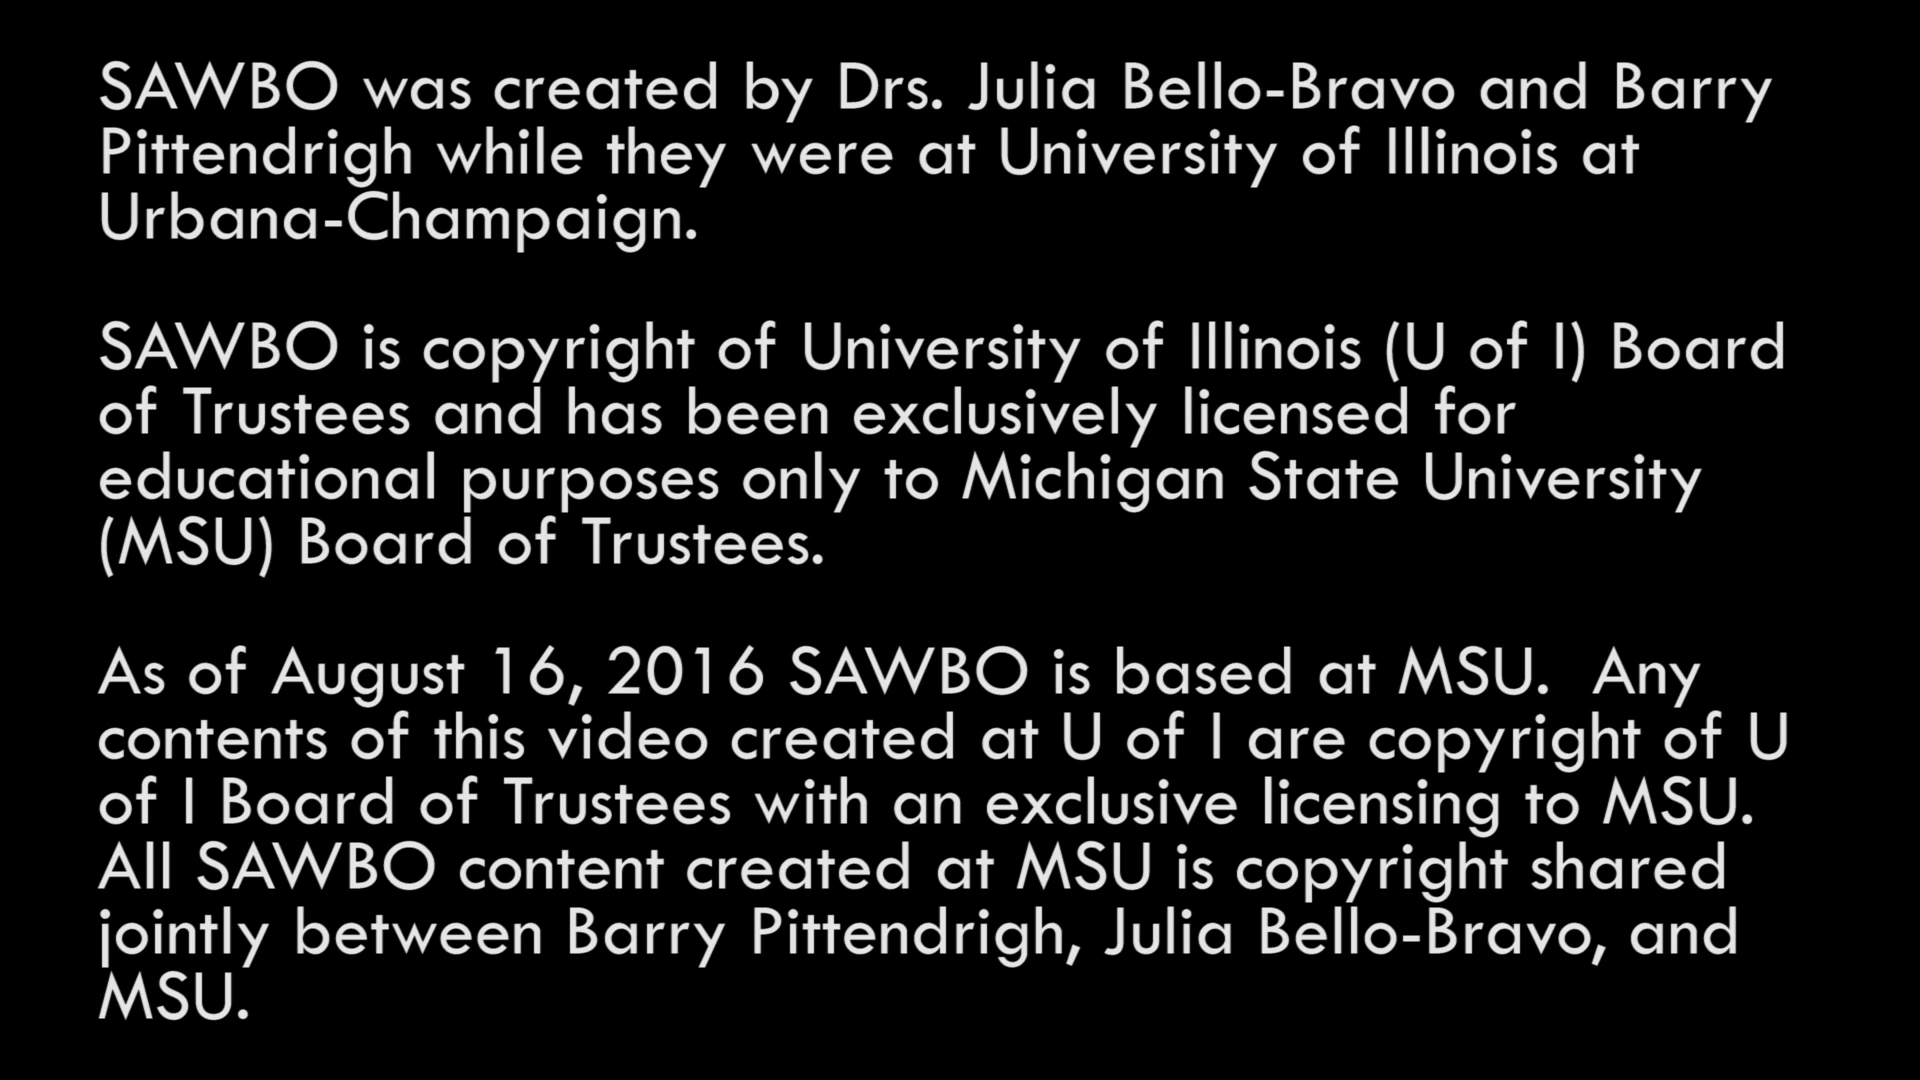 SAWBO was created by Drs. Julia Bello-Bravo and Barry
Pittendrigh while they were at University of Illinois at
Urbana-Champaign.
SAWBO is copyright of University of Illinois (U of I) Board
of Trustees and has been exclusively licensed for
educational purposes only to Michigan State University
(MSU) Board of Trustees.
As of August 16, 2016 SAWBO is based at MSU.  Any
contents of this video created at U of I are copyright of U
of I Board of Trustees with an exclusive licensing to MSU.
All SAWBO content created at MSU is copyright shared
jointly between Barry Pittendrigh, Julia Bello-Bravo, and
MSU.